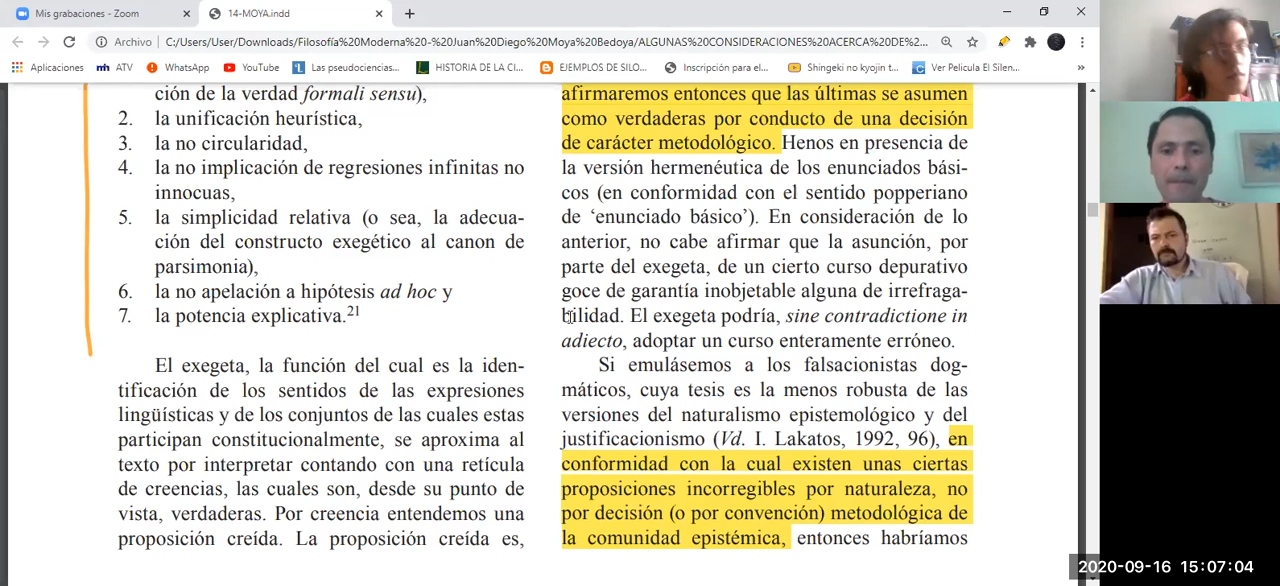 Mis grabaciones - Zoom
14-MOYA.indd
Archivo
C:/Users/User/Downloads/Filosofía%20Moderna%20-%20Juan%20Diego%20Moya%20Bedoya/ALGUNAS%20CONSIDERACIONES%20ACERCA%20DE%...
Aplicaciones
mh ATV
WhatsApp
YouTube
Las pseudociencias...
HISTORIA DE LA CI...
EJEMPLOS DE SILO...
Inscripción para el...
Shingeki no kyojin t...
Ver Pelicula El Silen...
»
ción de la verdad formali sensu),
2. la unificación heurística,
3. la no circularidad,
4. la no implicación de regresiones infinitas no
innocuas,
5. la simplicidad relativa (o sea, la adecua-
ción del constructo exegético al canon de
parsimonia),
6. la no apelación a hipótesis ad hoc y
7. la potencia explicativa.21
El exegeta, la función del cual es la iden-
tificación de los sentidos de las expresiones
lingüísticas y de los conjuntos de las cuales estas
participan constitucionalmente, se aproxima al
texto por interpretar contando con una retícula
de creencias, las cuales son, desde su punto de
vista, verdaderas. Por creencia entendemos una
proposición creída. La proposición creída es,
afirmaremos entonces que las últimas se asumen
como verdaderas por conducto de una decisión
de carácter metodológico. Henos en presencia de
la versión hermenéutica de los enunciados bási-
cos (en conformidad con el sentido popperiano
de ‘enunciado básico’). En consideración de lo
anterior, no cabe afirmar que la asunción, por
parte del exegeta, de un cierto curso depurativo
goce de garantía inobjetable alguna de irrefraga-
bilidad. El exegeta podría, sine contradictione in
adiecto, adoptar un curso enteramente erróneo.
Si emulásemos a los falsacionistas dog-
máticos, cuya tesis es la menos robusta de las
versiones del naturalismo epistemológico y del
justificacionismo (Vd. I. Lakatos, 1992, 96), en
conformidad con la cual existen unas ciertas
proposiciones incorregibles por naturaleza, no
por decisión (o por convención) metodológica de
la comunidad epistémica, entonces habríamos
2020-09-16 15:07:04